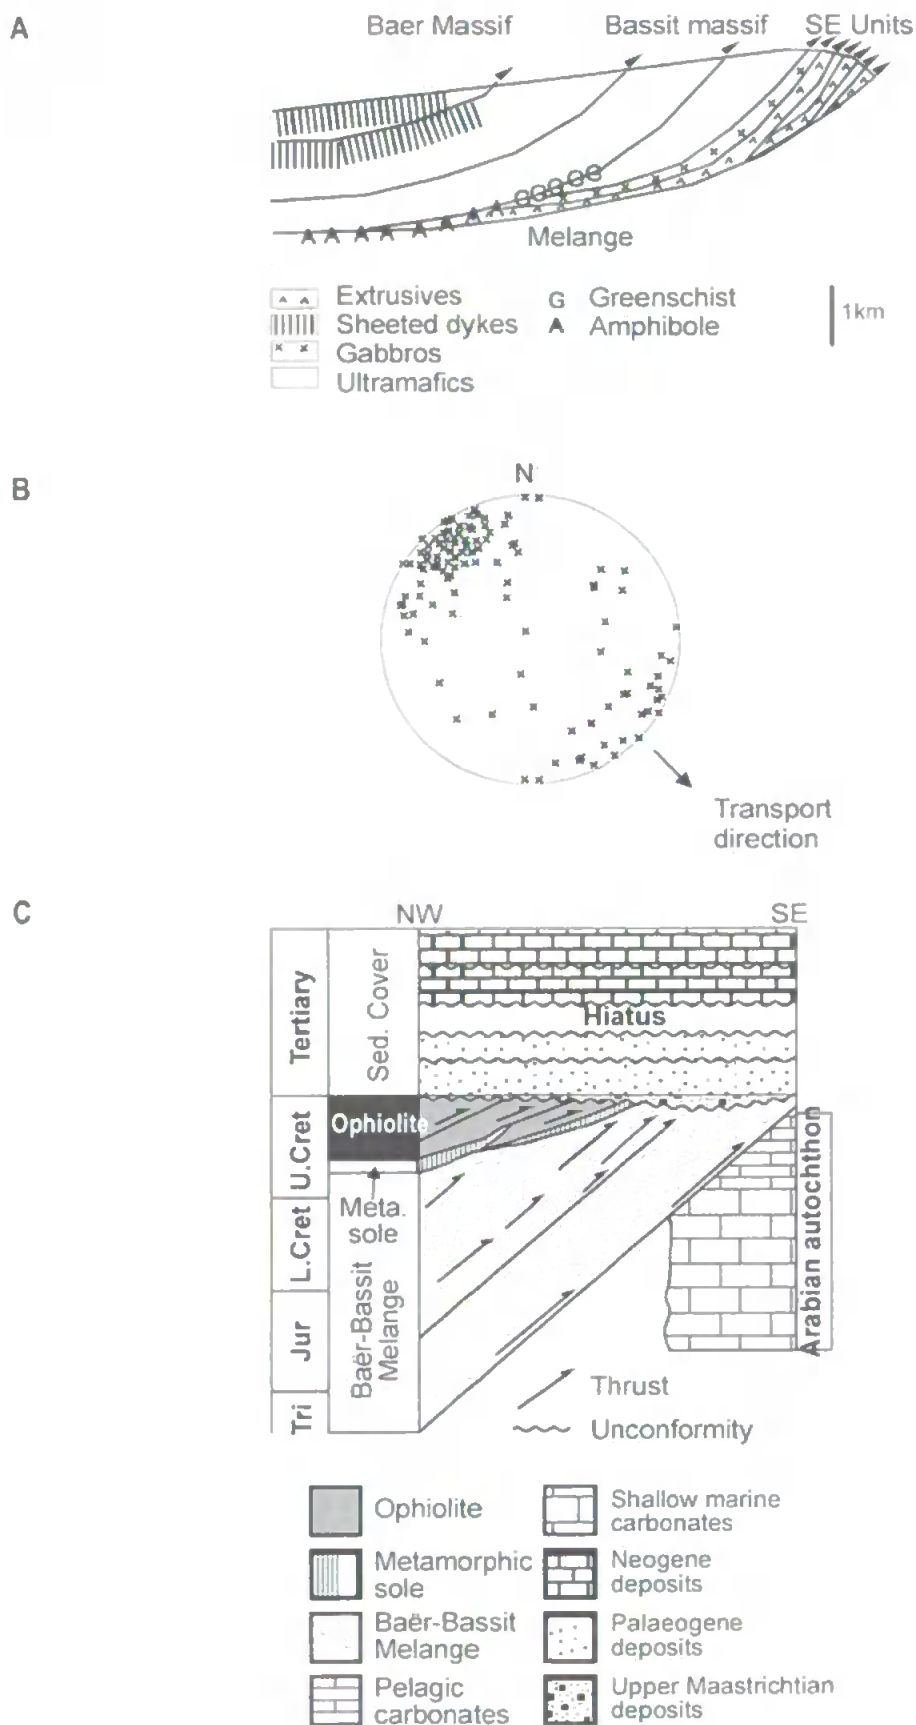 A
Baer Massif
Bassit massif
SE Units
G G G G G
A A A A A A A A
Melange
Extrusives
Sheeted dykes
Gabbros
Ultramafics
G Greenschist
A Amphibole
1km
B
N
Transport
direction
C
NW
SE
Tertiary
Sed. Cover
Hiatus
U.Cret
Ophiolite
Meta.
sole
L.Cret
Jur
Tri
Baër-Bassit
Melange
Arabian autochthon
Thrust
Unconformity
Ophiolite
Metamorphic
sole
Baër-Bassit
Melange
Pelagic
carbonates
Shallow marine
carbonates
Neogene
deposits
Palaeogene
deposits
Upper Maastrichtian
deposits